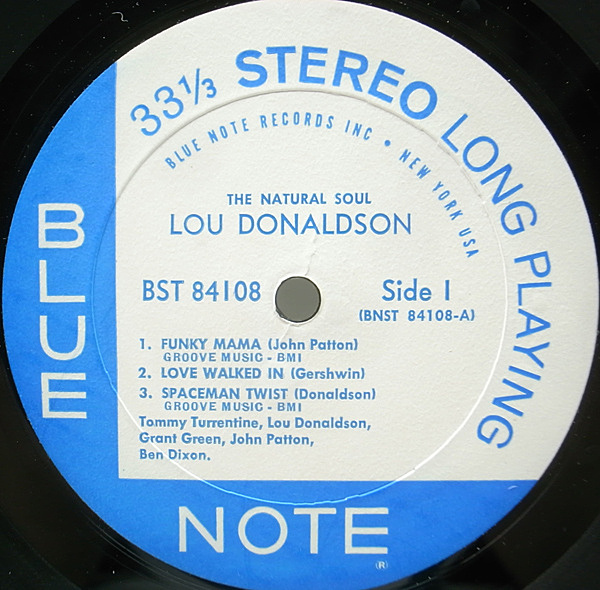 33⅓ STEREO LONG PLAYING
BLUE NOTE RECORDS INC • NEW YORK USA
THE NATURAL SOUL
LOU DONALDSON
BST 84108
Side 1
(BNST 84108-A)
1. FUNKY MAMA (John Patton)
GROOVE MUSIC - BMI
2. LOVE WALKED IN (Gershwin)
3. SPACEMAN TWIST (Donaldson)
GROOVE MUSIC - BMI
Tommy Turrentine, Lou Donaldson,
Grant Green, John Patton,
Ben Dixon.
BLUE
NOTE
®